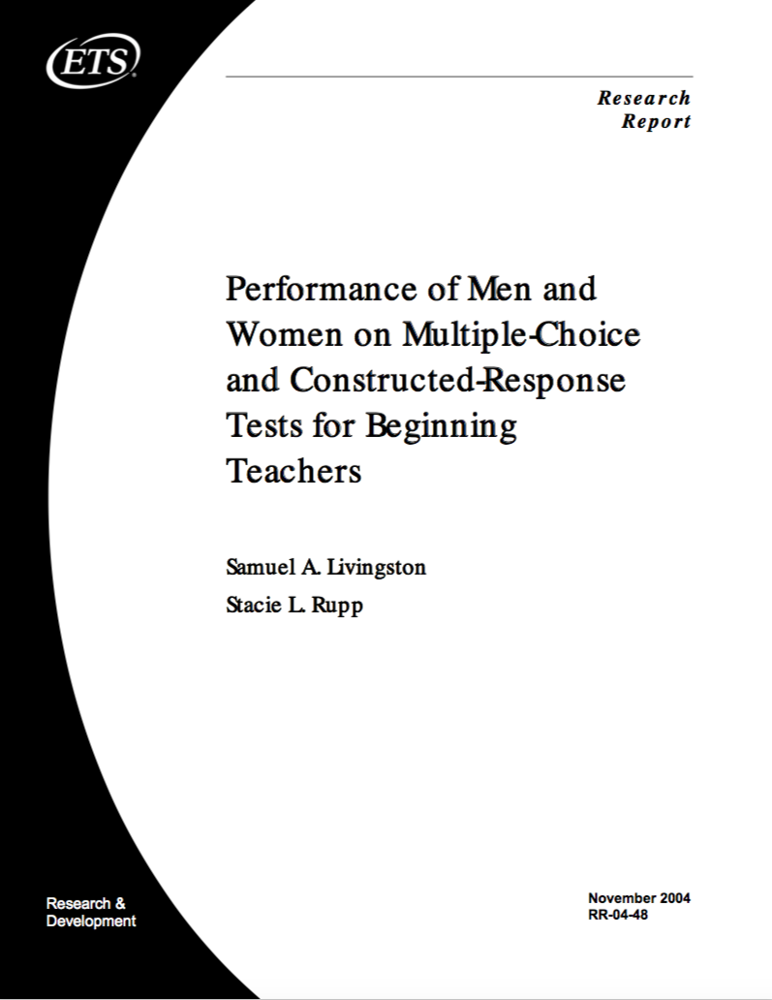 ETS
Research
Report
Performance of Men and
Women on Multiple-Choice
and Constructed-Response
Tests for Beginning
Teachers
Samuel A. Livingston
Stacie L. Rupp
Research &
Development
November 2004
RR-04-48